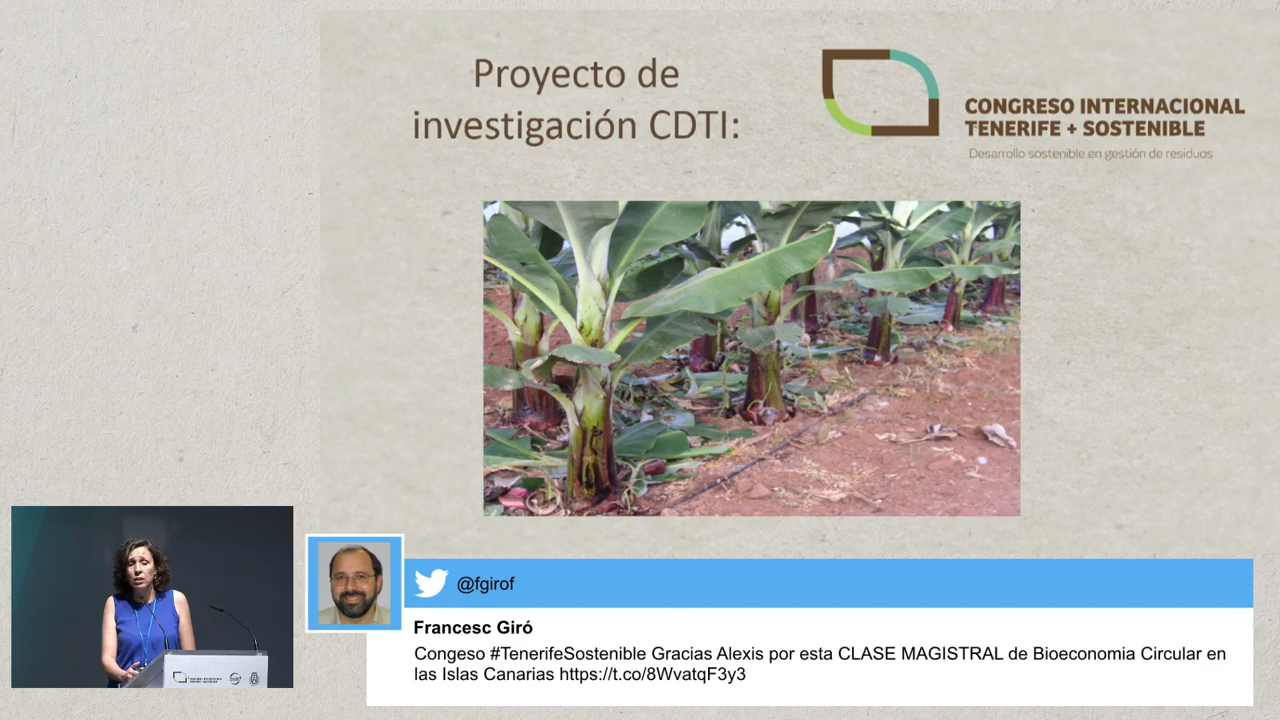 Proyecto de
investigación CDTI:
CONGRESO INTERNACIONAL
TENERIFE + SOSTENIBLE
Desarrollo sostenible en gestión de residuos
@fgirof
Francesc Giró
Congeso #TenerifeSostenible Gracias Alexis por esta CLASE MAGISTRAL de Bioeconomia Circular en
las Islas Canarias https://t.co/8WvatqF3y3